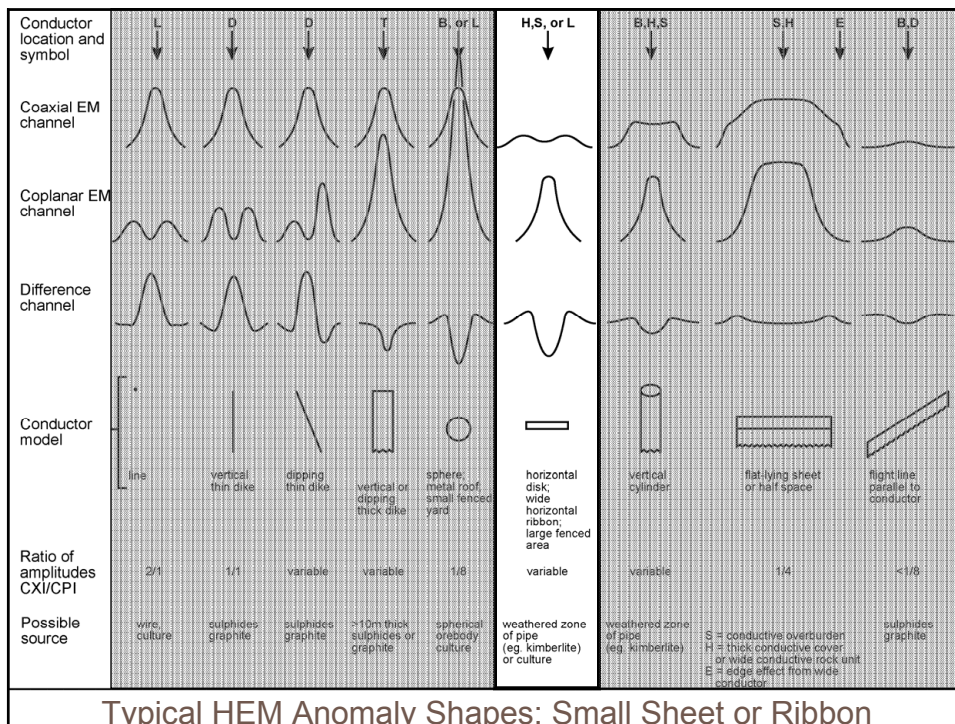 Conductor
location and
symbol
L D D T B, or L H,S, or L B,H,S S,H E B,D
Coaxial EM
channel
Coplanar EM
channel
Difference
channel
Conductor
model
line
vertical
thin dike
dipping
thin dike
vertical or
dipping
thick dike
sphere;
metal roof;
small fenced
yard
horizontal
disk;
wide
horizontal
ribbon;
large fenced
area
vertical
cylinder
flat-lying sheet
or half space
flight line
parallel to
conductor
Ratio of
amplitudes
CXI/CPI
2/1 1/1 variable variable 1/8 variable variable 1/4 <1/8
Possible
source
wire,
culture
sulphides
graphite
sulphides
graphite
>10m thick
sulphides or
graphite
spherical
orebody
culture
weathered zone
of pipe
(eg. kimberlite)
or culture
weathered zone
of pipe
(eg. kimberlite)
S = conductive overburden
H = thick conductive cover
or wide conductive rock unit
E = edge effect from wide
conductor
sulphides
graphite
Typical HEM Anomaly Shapes: Small Sheet or Ribbon